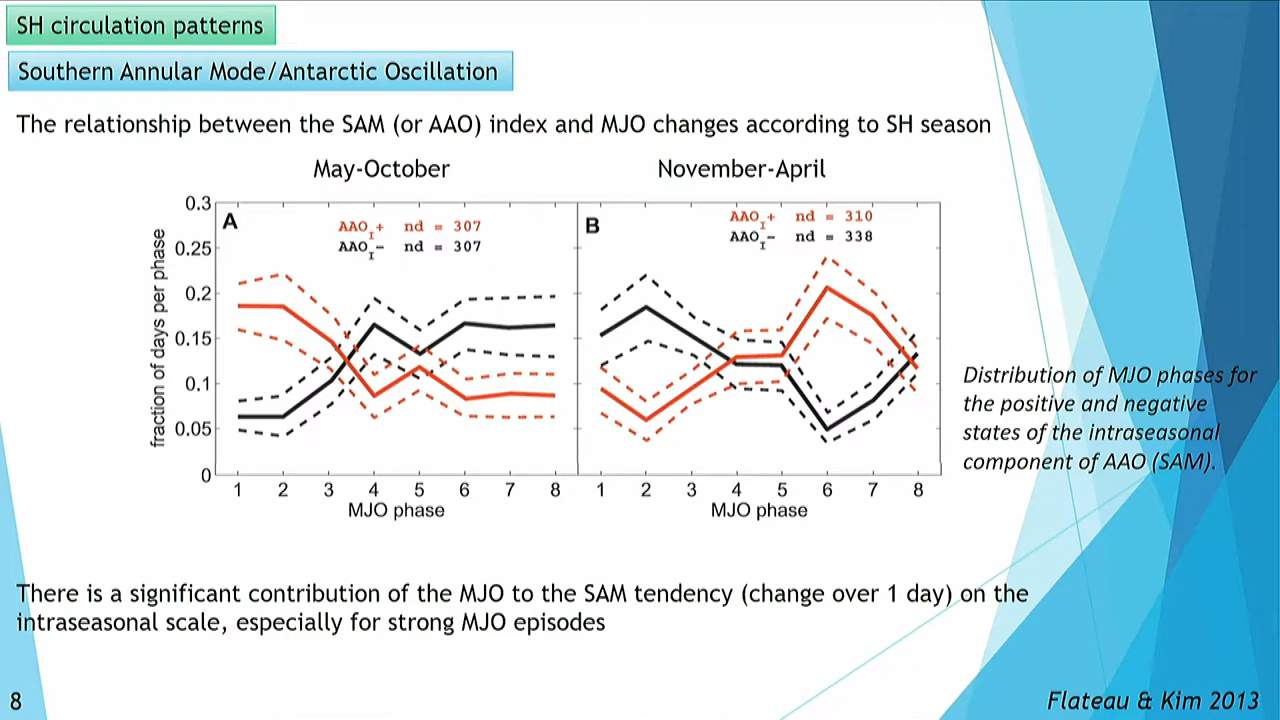 SH circulation patterns
Southern Annular Mode/Antarctic Oscillation
The relationship between the SAM (or AAO) index and MJO changes according to SH season
May-October
November-April
A
AAO_I+ nd = 307
AAO_I- nd = 307
B
AAO_I+ nd = 310
AAO_I- nd = 338
fraction of days per phase
0.3
0.25
0.2
0.15
0.1
0.05
0
1 2 3 4 5 6 7 8
MJO phase
1 2 3 4 5 6 7 8
MJO phase
Distribution of MJO phases for
the positive and negative
states of the intraseasonal
component of AAO (SAM).
There is a significant contribution of the MJO to the SAM tendency (change over 1 day) on the
intraseasonal scale, especially for strong MJO episodes
8
Flateau & Kim 2013